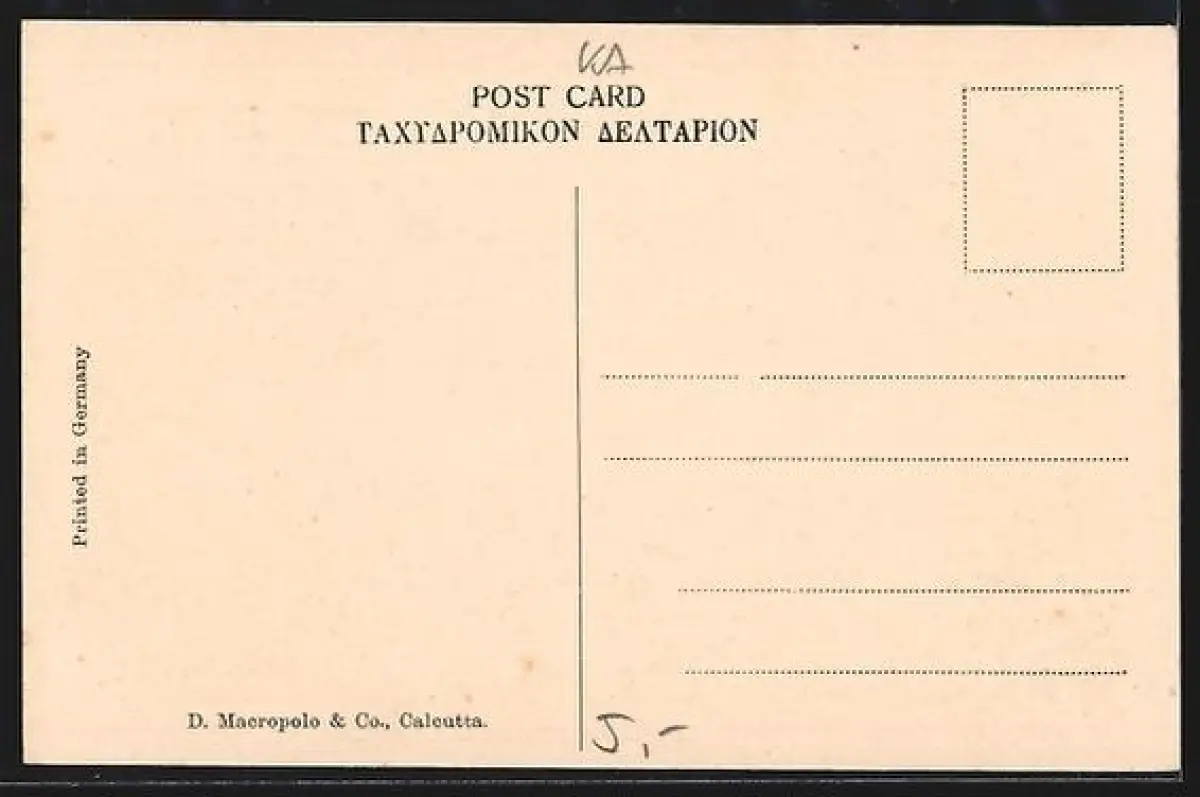 KA
POST CARD
ΤΑΧΥΔΡΟΜΙΚΟΝ ΔΕΛΤΑΡΙΟΝ
Printed in Germany
D. Macropolo & Co., Calcutta.
5,-